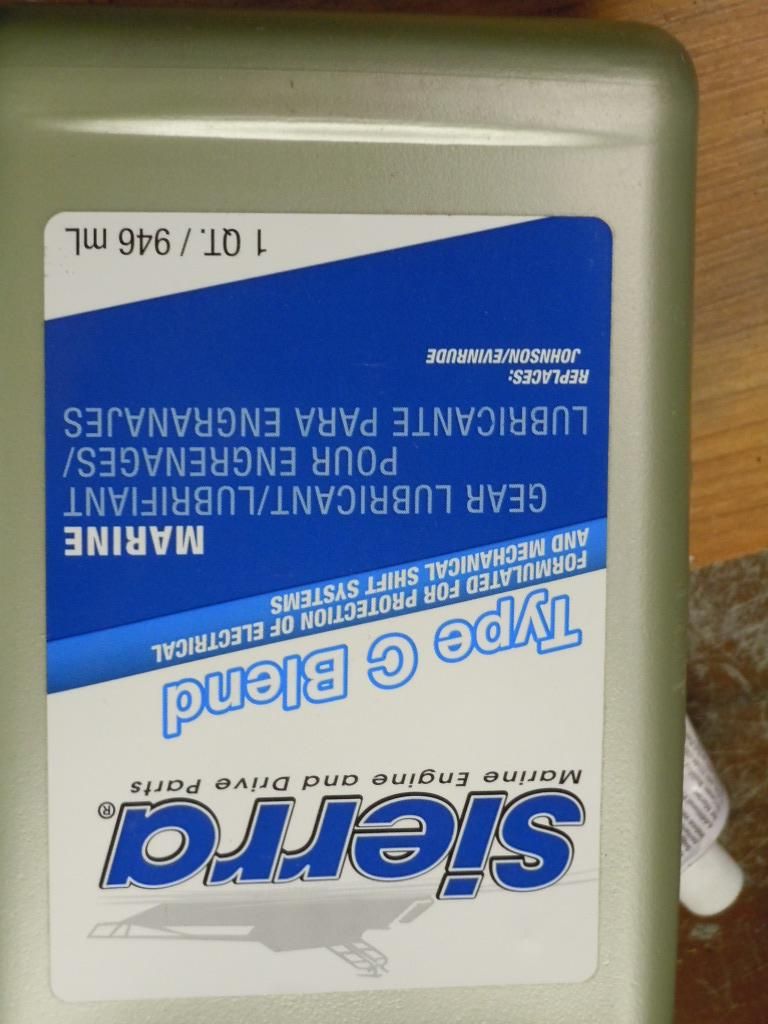 sierra®
Marine Engine and Drive Parts
Type C Blend
FORMULATED FOR PROTECTION OF ELECTRICAL
AND MECHANICAL SHIFT SYSTEMS
MARINE
GEAR LUBRICANT/LUBRIFIANT
POUR ENGRENAGES/
LUBRICANTE PARA ENGRANAJES
REPLACES:
JOHNSON/EVINRUDE
1 QT. / 946 mL